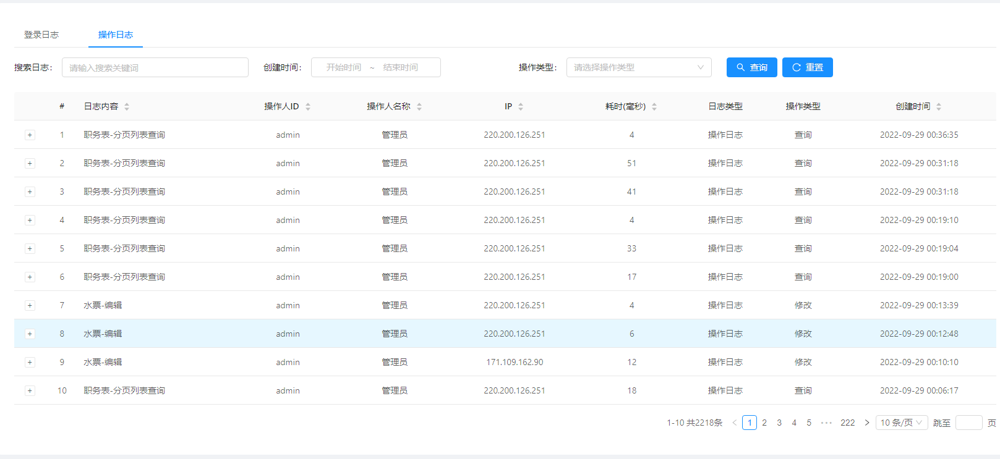 登录日志 操作日志
搜索日志: 请输入搜索关键词 创建时间: 开始时间 ~ 结束时间 操作类型: 请选择操作类型 查询 重置
# 日志内容 操作人ID 操作人名称 IP 耗时(毫秒) 日志类型 操作类型 创建时间
+ 1 职务表-分页列表查询 admin 管理员 220.200.126.251 4 操作日志 查询 2022-09-29 00:36:35
+ 2 职务表-分页列表查询 admin 管理员 220.200.126.251 51 操作日志 查询 2022-09-29 00:31:18
+ 3 职务表-分页列表查询 admin 管理员 220.200.126.251 41 操作日志 查询 2022-09-29 00:31:18
+ 4 职务表-分页列表查询 admin 管理员 220.200.126.251 4 操作日志 查询 2022-09-29 00:19:10
+ 5 职务表-分页列表查询 admin 管理员 220.200.126.251 33 操作日志 查询 2022-09-29 00:19:04
+ 6 职务表-分页列表查询 admin 管理员 220.200.126.251 17 操作日志 查询 2022-09-29 00:19:00
+ 7 水票-编辑 admin 管理员 220.200.126.251 4 操作日志 修改 2022-09-29 00:13:39
+ 8 水票-编辑 admin 管理员 220.200.126.251 6 操作日志 修改 2022-09-29 00:12:48
+ 9 水票-编辑 admin 管理员 171.109.162.90 12 操作日志 修改 2022-09-29 00:10:10
+ 10 职务表-分页列表查询 admin 管理员 220.200.126.251 18 操作日志 查询 2022-09-29 00:06:17
1-10 共2218条 < 1 2 3 4 5 ••• 222 > 10 条/页 跳至 页